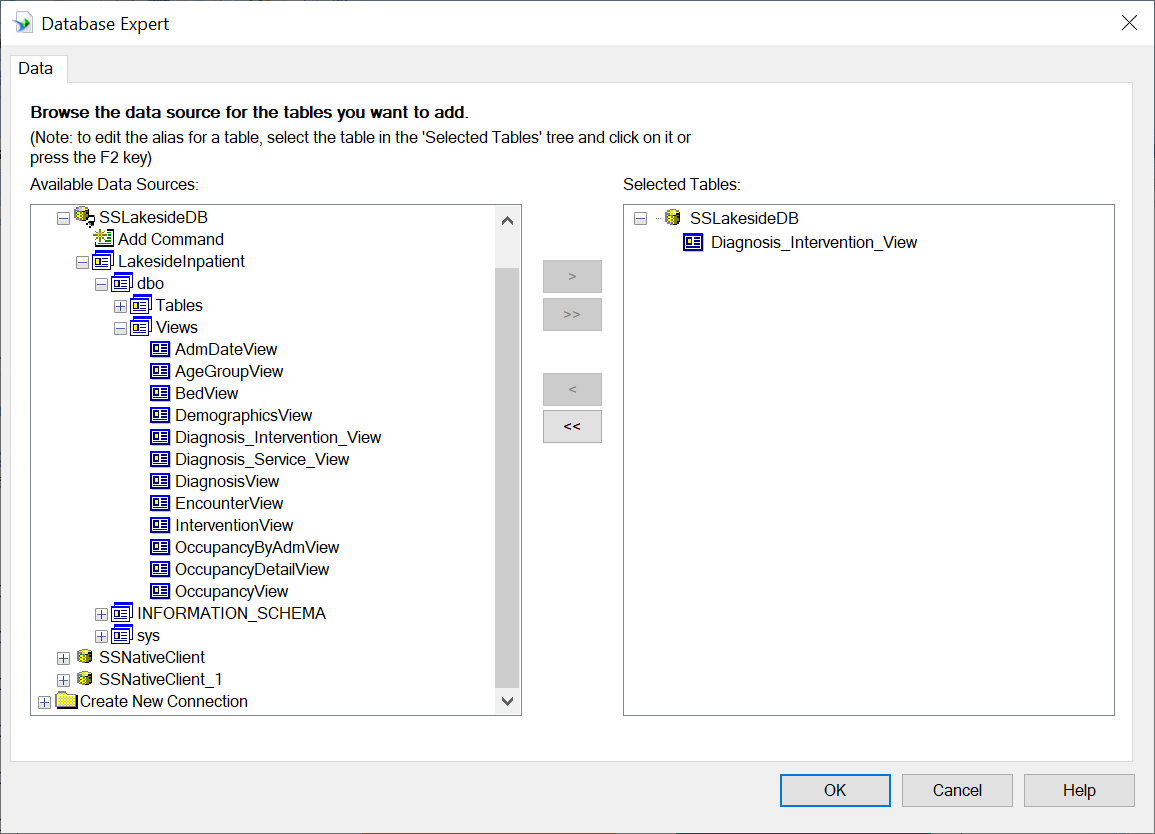 Database Expert
Data
Browse the data source for the tables you want to add.
(Note: to edit the alias for a table, select the table in the 'Selected Tables' tree and click on it or
press the F2 key)
Available Data Sources:
SSLakesideDB
Add Command
LakesideInpatient
dbo
Tables
Views
AdmDateView
AgeGroupView
BedView
DemographicsView
Diagnosis_Intervention_View
Diagnosis_Service_View
DiagnosisView
EncounterView
InterventionView
OccupancyByAdmView
OccupancyDetailView
OccupancyView
INFORMATION_SCHEMA
sys
SSNativeClient
SSNativeClient_1
Create New Connection
>
>>
<
<<
Selected Tables:
SSLakesideDB
Diagnosis_Intervention_View
OK
Cancel
Help